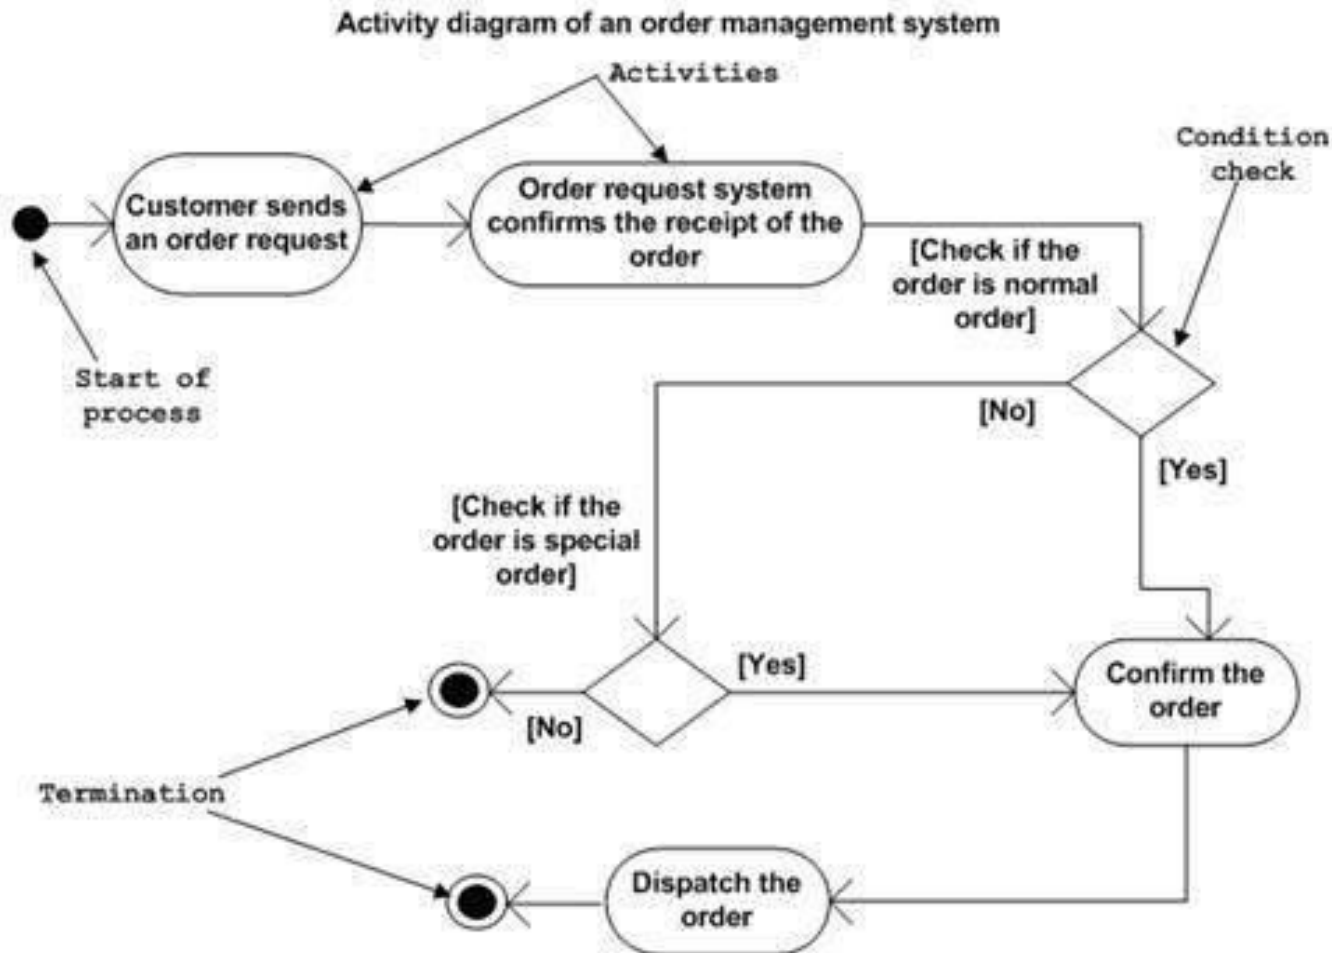 Activity diagram of an order management system
Activities
Condition
check
Customer sends
an order request
Order request system
confirms the receipt of the
order
[Check if the
order is normal
order]
Start of
process
[No]
[Yes]
[Check if the
order is special
order]
[Yes]
[No]
Confirm the
order
Termination
Dispatch the
order